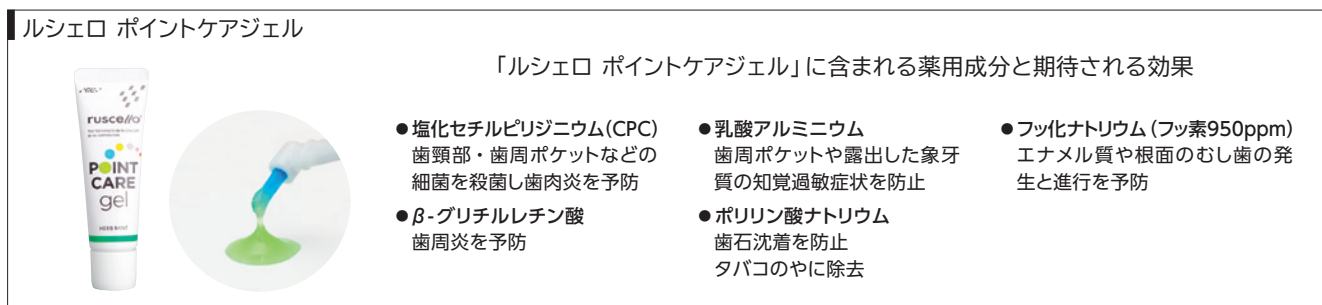 ルシェロ ポイントケアジェル
「ルシェロ ポイントケアジェル」に含まれる薬用成分と期待される効果
ruscello
POINT
CARE
gel
HERB MINT
●塩化セチルピリジニウム(CPC)
歯頸部・歯周ポケットなどの
細菌を殺菌し歯肉炎を予防
●β-グリチルレチン酸
歯周炎を予防
●乳酸アルミニウム
歯周ポケットや露出した象牙
質の知覚過敏症状を防止
●ポリリン酸ナトリウム
歯石沈着を防止
タバコのやに除去
●フッ化ナトリウム(フッ素950ppm)
エナメル質や根面のむし歯の発
生と進行を予防